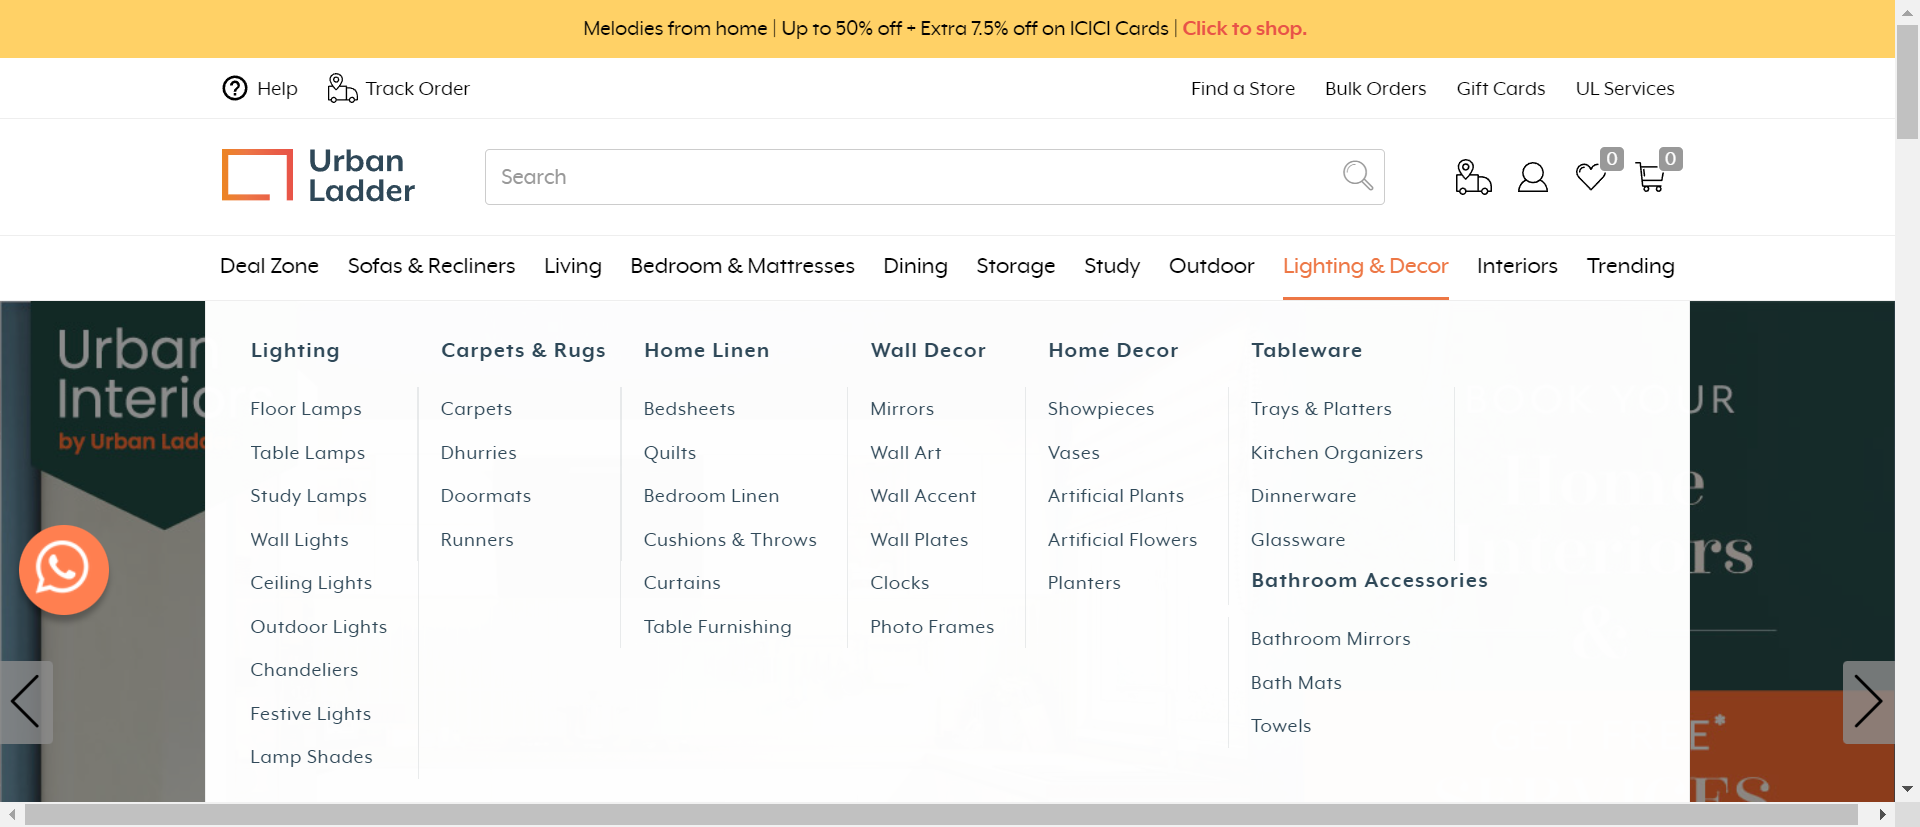 Melodies from home | Up to 50% off + Extra 7.5% off on ICICI Cards | Click to shop.
Help
Track Order
Find a Store
Bulk Orders
Gift Cards
UL Services
Urban
Ladder
Search
0
0
Deal Zone
Sofas & Recliners
Living
Bedroom & Mattresses
Dining
Storage
Study
Outdoor
Lighting & Decor
Interiors
Trending
Urban
Interio
by Urban Ladd
Lighting
Floor Lamps
Table Lamps
Study Lamps
Wall Lights
Ceiling Lights
Outdoor Lights
Chandeliers
Festive Lights
Lamp Shades
Carpets & Rugs
Carpets
Dhurries
Doormats
Runners
Home Linen
Bedsheets
Quilts
Bedroom Linen
Cushions & Throws
Curtains
Table Furnishing
Wall Decor
Mirrors
Wall Art
Wall Accent
Wall Plates
Clocks
Photo Frames
Home Decor
Showpieces
Vases
Artificial Plants
Artificial Flowers
Planters
Tableware
Trays & Platters
Kitchen Organizers
Dinnerware
Glassware
Bathroom Accessories
Bathroom Mirrors
Bath Mats
Towels